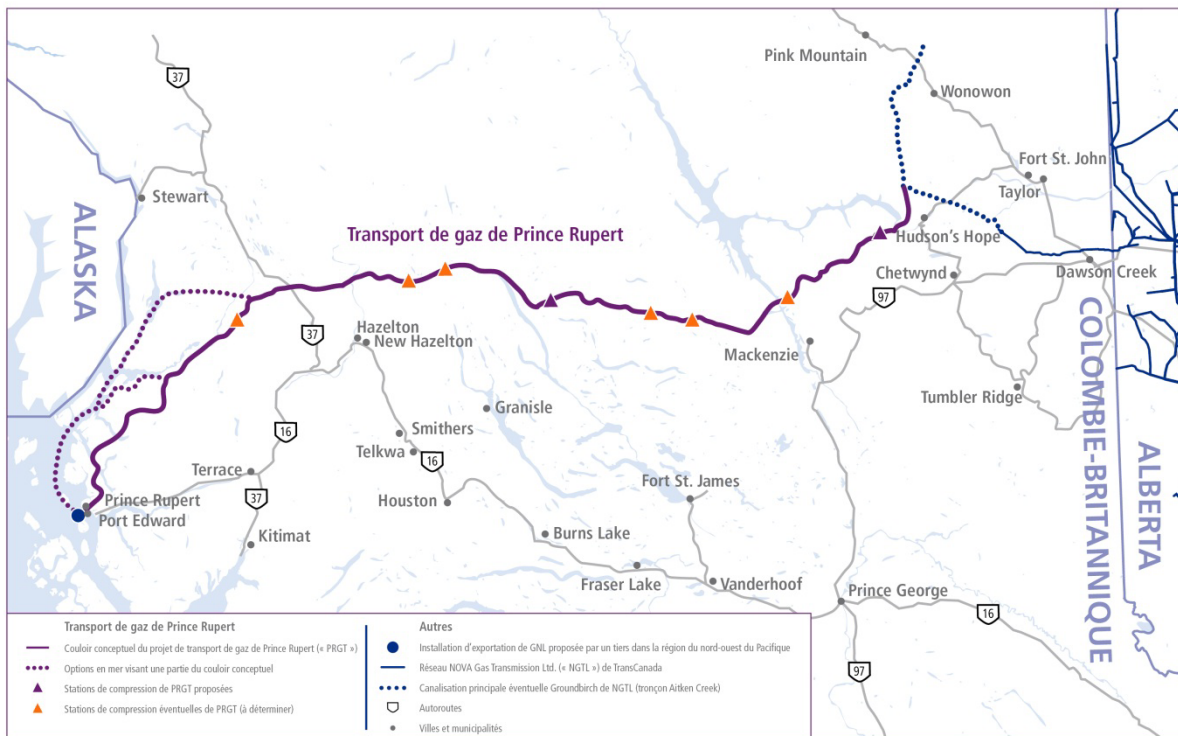 37
Pink Mountain
Wonowon
Fort St. John
Taylor
Stewart
ALASKA
Transport de gaz de Prince Rupert
Hudson's Hope
Chetwynd
Dawson Creek
97
37
Hazelton
New Hazelton
Mackenzie
Tumbler Ridge
Granisle
16
Smithers
Telkwa
16
Terrace
37
Houston
Fort St. James
Prince Rupert
Port Edward
Kitimat
Burns Lake
Fraser Lake
Vanderhoof
Prince George
16
97
COLOMBIE-BRITANNIQUE
ALBERTA
Transport de gaz de Prince Rupert
Couloir conceptuel du projet de transport de gaz de Prince Rupert (« PRGT »)
Options en mer visant une partie du couloir conceptuel
Stations de compression de PRGT proposées
Stations de compression éventuelles de PRGT (à déterminer)
Autres
Installation d'exportation de GNL proposée par un tiers dans la région du nord-ouest du Pacifique
Réseau NOVA Gas Transmission Ltd. (« NGTL ») de TransCanada
Canalisation principale éventuelle Groundbirch de NGTL (tronçon Aitken Creek)
Autoroutes
Villes et municipalités